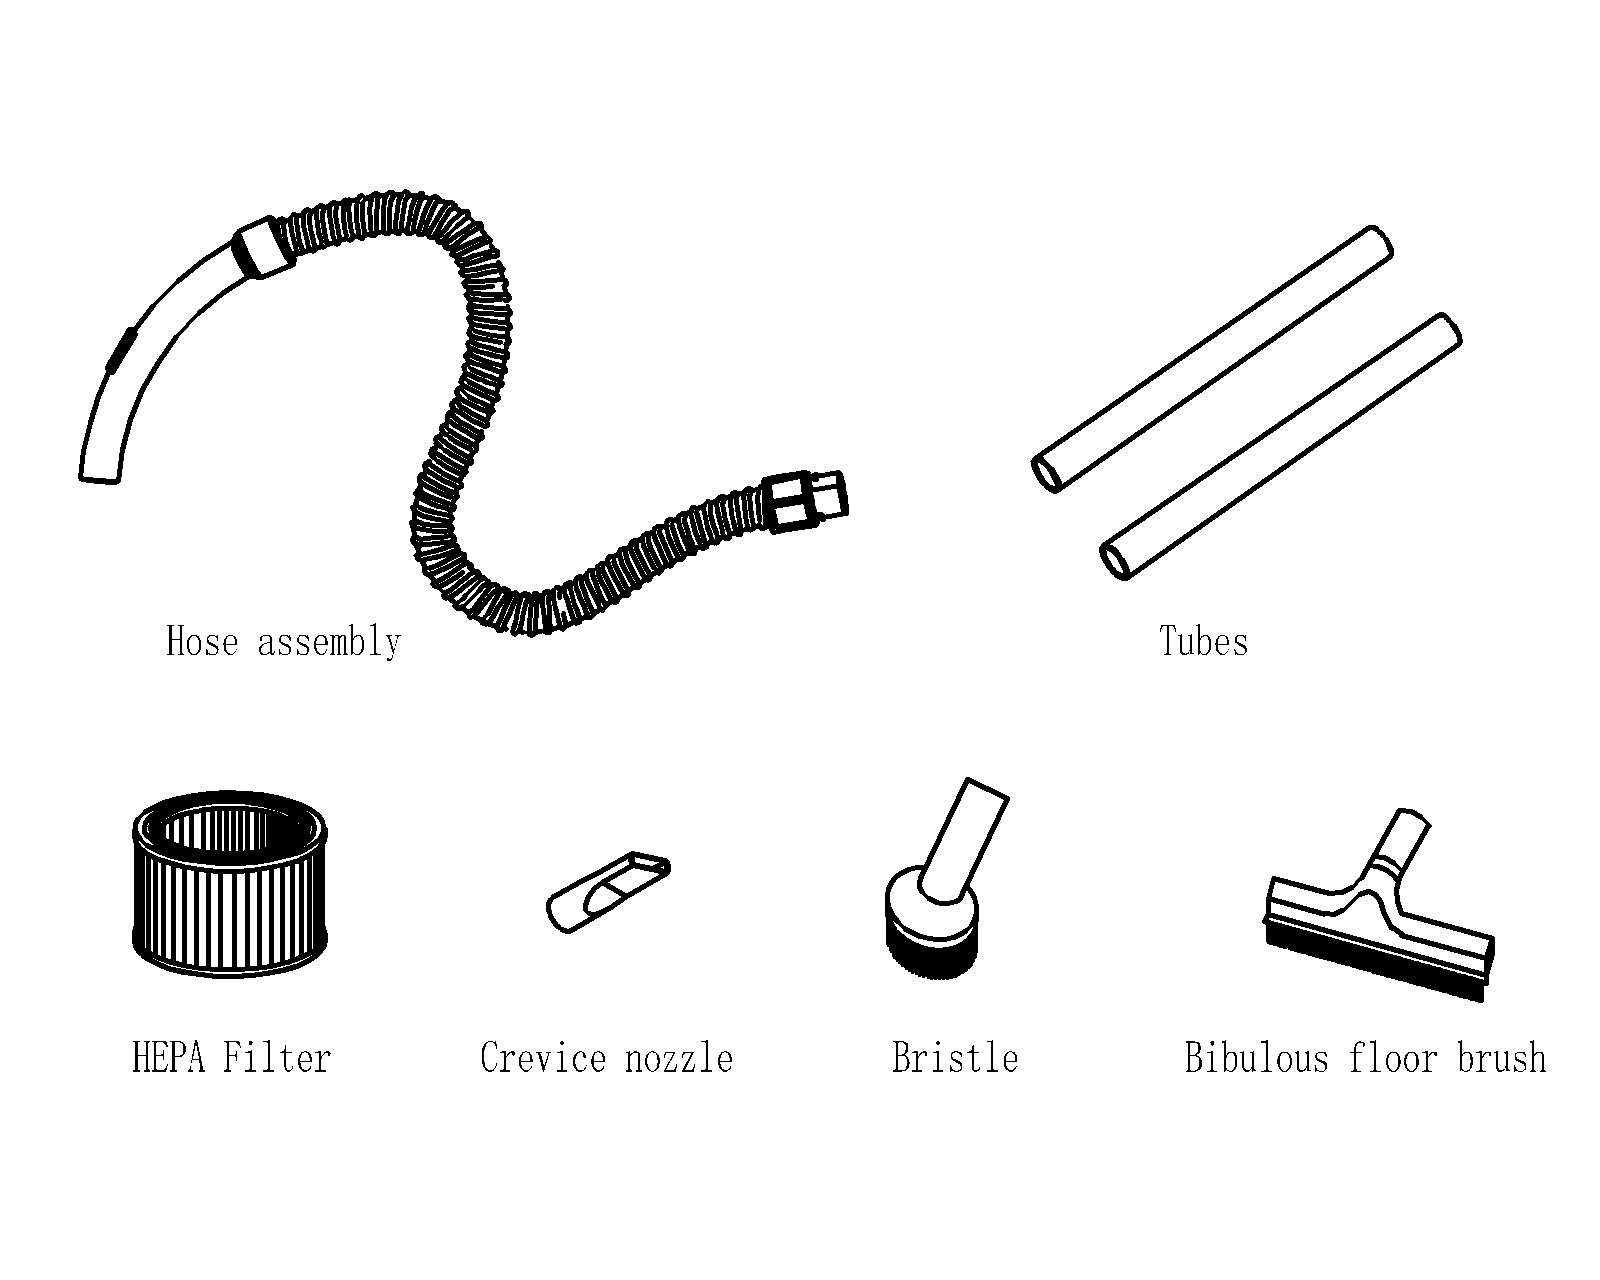 Hose assembly
Tubes
HEPA Filter
Crevice nozzle
Bristle
Bibulous floor brush